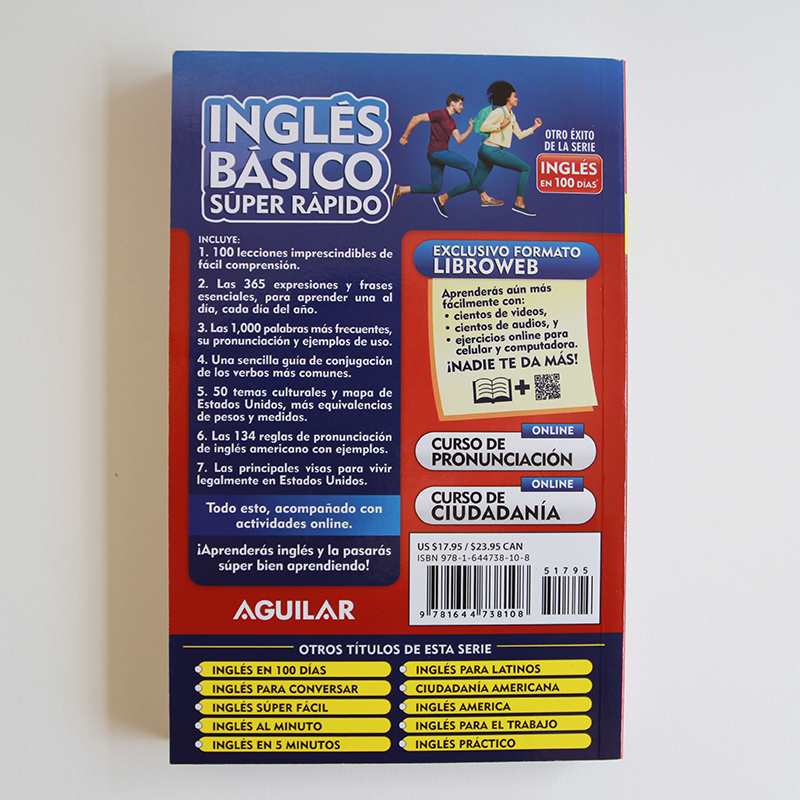 INGLÉS
BÁSICO
SÚPER RÁPIDO
OTRO ÉXITO
DE LA SERIE
INGLÉS
EN 100 DÍAS
INCLUYE:
1. 100 lecciones imprescindibles de
fácil comprensión.
2. Las 365 expresiones y frases
esenciales, para aprender una al
día, cada día del año.
3. Las 1,000 palabras más frecuentes,
su pronunciación y ejemplos de uso.
4. Una sencilla guía de conjugación
de los verbos más comunes.
5. 50 temas culturales y mapa de
Estados Unidos, más equivalencias
de pesos y medidas.
6. Las 134 reglas de pronunciación
de inglés americano con ejemplos.
7. Las principales visas para vivir
legalmente en Estados Unidos.
Todo esto, acompañado con
actividades online.
¡Aprenderás inglés y la pasarás
súper bien aprendiendo!
AGUILAR
EXCLUSIVO FORMATO
LIBROWEB
Aprenderás aún más
fácilmente con:
• cientos de videos,
• cientos de audios, y
• ejercicios online para
celular y computadora.
¡NADIE TE DA MÁS!
+
ONLINE
CURSO DE
PRONUNCIACIÓN
ONLINE
CURSO DE
CIUDADANÍA
US $17.95 / $23.95 CAN
ISBN 978-1-644738-10-8
51795
9 781644 738108
OTROS TÍTULOS DE ESTA SERIE
INGLÉS EN 100 DÍAS
INGLÉS PARA CONVERSAR
INGLÉS SÚPER FÁCIL
INGLÉS AL MINUTO
INGLÉS EN 5 MINUTOS
INGLÉS PARA LATINOS
CIUDADANÍA AMERICANA
INGLÉS AMERICA
INGLÉS PARA EL TRABAJO
INGLÉS PRÁCTICO